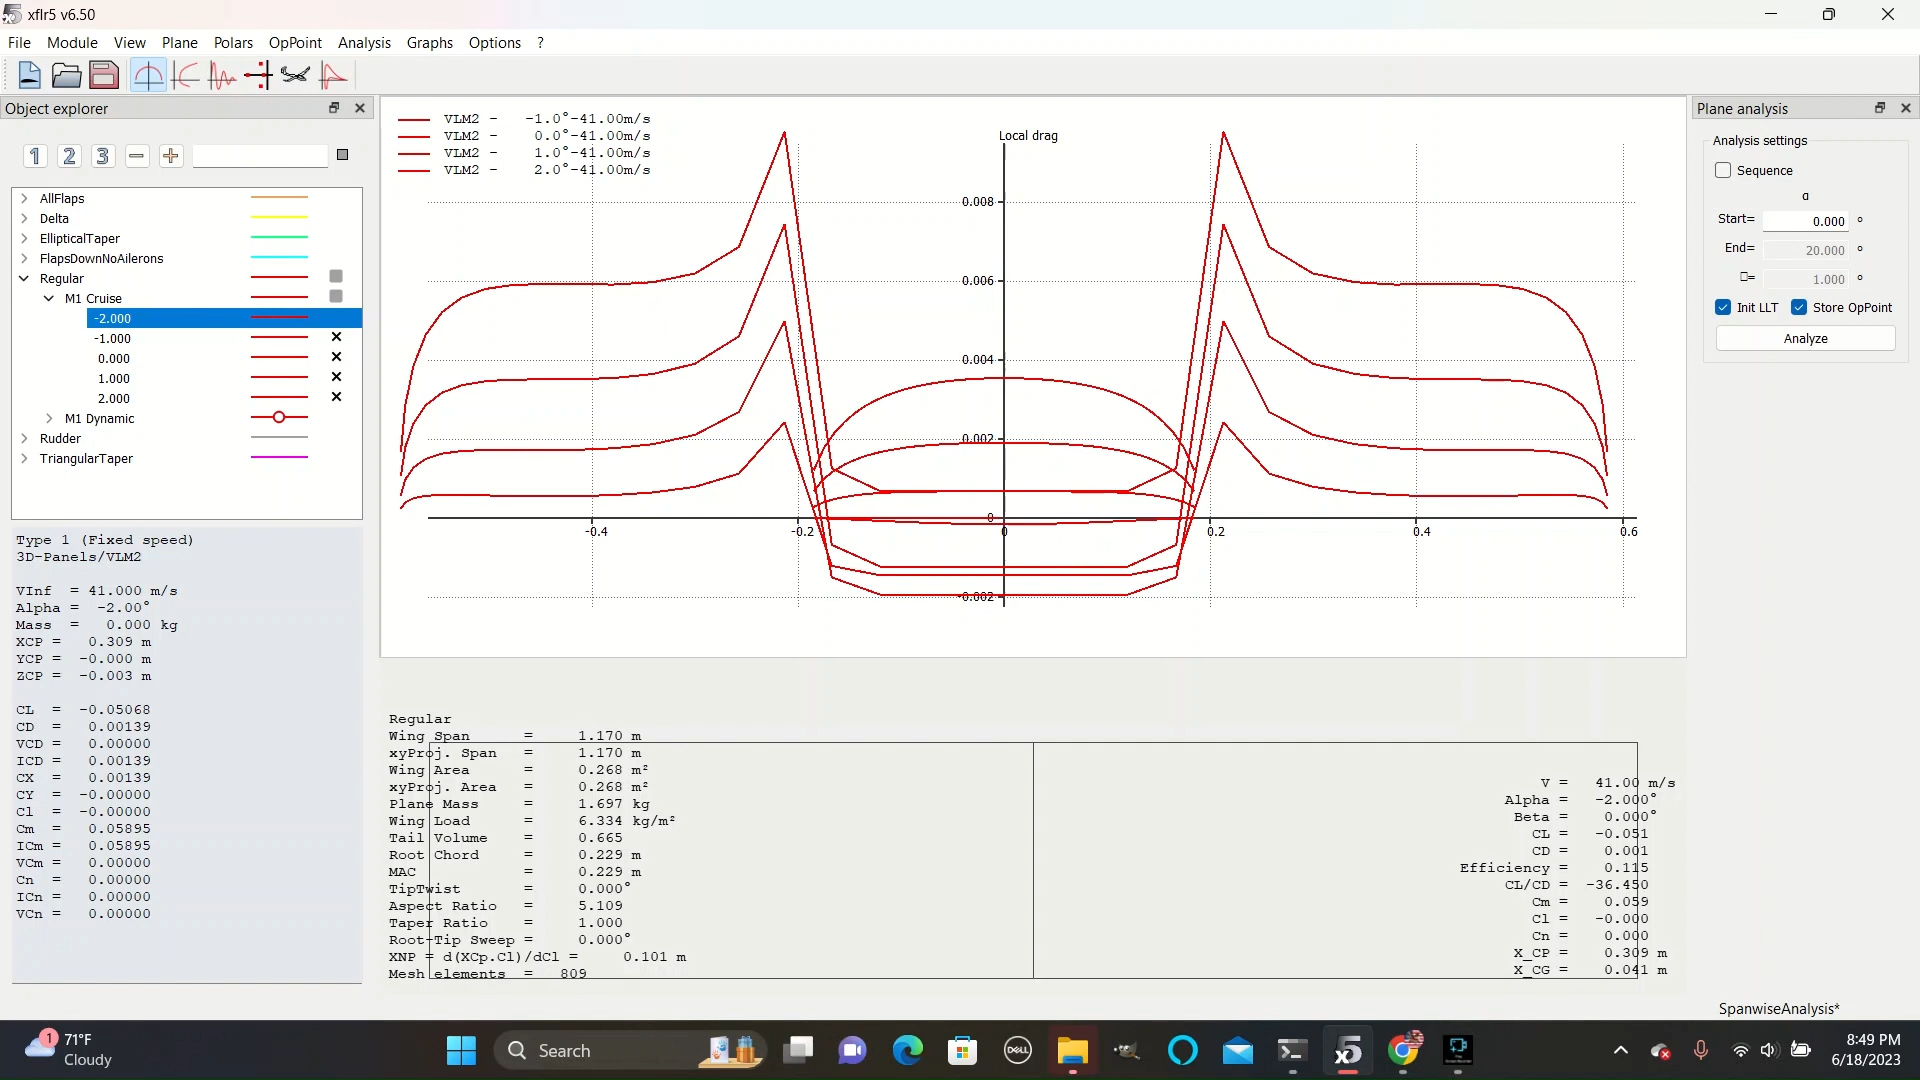 xflr5 v6.50
File Module View Plane Polars OpPoint Analysis Graphs Options ?
Object explorer
1 2 3 − +
AllFlaps
Delta
EllipticalTaper
FlapsDownNoAilerons
Regular
M1 Cruise
-2.000
-1.000
0.000
1.000
2.000
M1 Dynamic
Rudder
TriangularTaper
Type 1 (Fixed speed)
3D-Panels/VLM2
VInf = 41.000 m/s
Alpha = -2.00°
Mass = 0.000 kg
XCP = 0.309 m
YCP = -0.000 m
ZCP = -0.003 m
CL = -0.05068
CD = 0.00139
VCD = 0.00000
ICD = 0.00139
CX = 0.00139
CY = -0.00000
Cl = -0.00000
Cm = 0.05895
ICm = 0.05895
VCm = 0.00000
Cn = 0.00000
ICn = 0.00000
VCn = 0.00000
VLM2 - -1.0°-41.00m/s
VLM2 - 0.0°-41.00m/s
VLM2 - 1.0°-41.00m/s
VLM2 - 2.0°-41.00m/s
Local drag
0.008
0.006
0.004
0.002
0
-0.002
-0.4 -0.2 0 0.2 0.4 0.6
Regular
Wing Span = 1.170 m
xyProj. Span = 1.170 m
Wing Area = 0.268 m²
xyProj. Area = 0.268 m²
Plane Mass = 1.697 kg
Wing Load = 6.334 kg/m²
Tail Volume = 0.665
Root Chord = 0.229 m
MAC = 0.229 m
TipTwist = 0.000°
Aspect Ratio = 5.109
Taper Ratio = 1.000
Root-Tip Sweep = 0.000°
XNP = d(XCp.Cl)/dCl = 0.101 m
Mesh elements = 809
V = 41.00 m/s
Alpha = -2.000°
Beta = 0.000°
CL = -0.051
CD = 0.001
Efficiency = 0.115
CL/CD = -36.450
Cm = 0.059
Cl = -0.000
Cn = 0.000
X_CP = 0.309 m
X_CG = 0.041 m
Plane analysis
Analysis settings
Sequence
α
Start= 0.000 °
End= 20.000 °
□= 1.000 °
Init LLT Store OpPoint
Analyze
SpanwiseAnalysis*
1
71°F
Cloudy
Search
DELL
x5
8:49 PM
6/18/2023